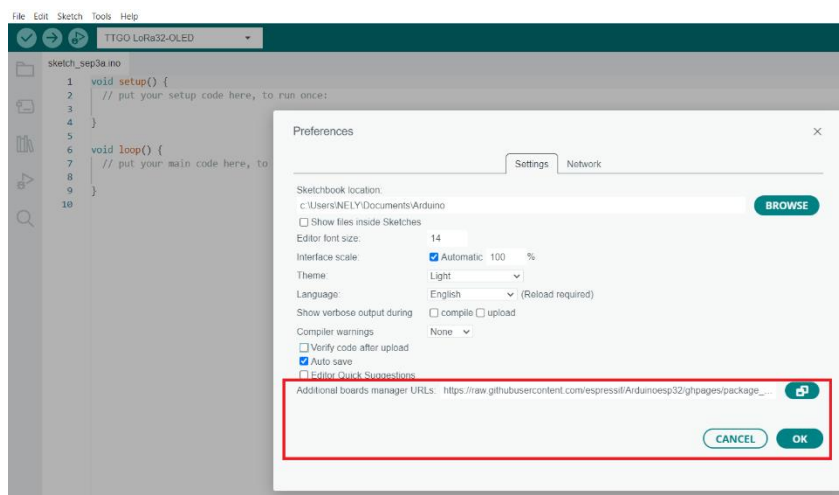 File Edit Sketch Tools Help
TTGO LoRa32-OLED
sketch_sep3a.ino
1 void setup() {
2 // put your setup code here, to run once:
3
4 }
5
6 void loop() {
7 // put your main code here, to
8
9 }
10
Preferences
Settings Network
Sketchbook location:
c:\Users\NELY\Documents\Arduino
BROWSE
Show files inside Sketches
Editor font size: 14
Interface scale: Automatic 100 %
Theme: Light
Language: English (Reload required)
Show verbose output during compile upload
Compiler warnings None
Verify code after upload
Auto save
Editor Quick Suggestions
Additional boards manager URLs: https://raw.githubusercontent.com/espressif/Arduinoesp32/ghpages/package_...
CANCEL OK